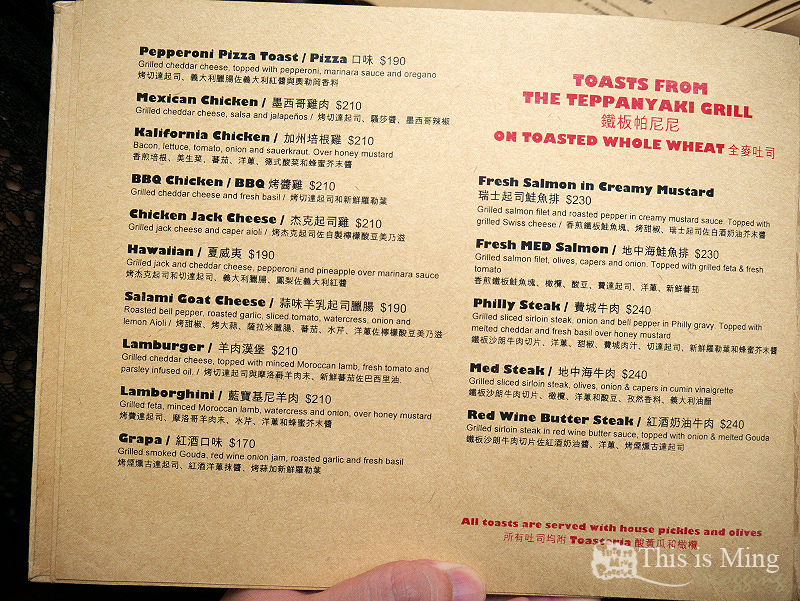 Pepperoni Pizza Toast / Pizza 口味 $190
Grilled cheddar cheese, topped with pepperoni, marinara sauce and oregano
烤切達起司、義大利臘腸佐義大利紅醬與奧勒岡香料
Mexican Chicken / 墨西哥雞肉 $210
Grilled cheddar cheese, salsa and jalapeños / 烤切達起司、騷莎醬、墨西哥辣椒
Kalifornia Chicken / 加州培根雞 $210
Bacon, lettuce, tomato, onion and sauerkraut. Over honey mustard
香煎培根、美生菜、蕃茄、洋蔥、德式酸菜和蜂蜜芥末醬
BBQ Chicken / BBQ 烤醬雞 $210
Grilled cheddar cheese and fresh basil / 烤切達起司和新鮮羅勒葉
Chicken Jack Cheese / 杰克起司雞 $210
Grilled jack cheese and caper aioli / 烤杰克起司佐自製檸檬酸豆美乃滋
Hawaiian / 夏威夷 $190
Grilled jack and cheddar cheese, pepperoni and pineapple over marinara sauce
烤杰克起司和切達起司、義大利臘腸、鳳梨佐義大利紅醬
Salami Goat Cheese / 蒜味羊乳起司臘腸 $190
Roasted bell pepper, roasted garlic, sliced tomato, watercress, onion and
lemon Aioli / 烤甜椒、烤大蒜、薩拉米臘腸、蕃茄、水芹、洋蔥佐檸檬酸豆美乃滋
Lamburger / 羊肉漢堡 $210
Grilled cheddar cheese, topped with minced Moroccan lamb, fresh tomato and
parsley infused oil. / 烤切達起司與摩洛哥羊肉末、新鮮蕃茄佐巴西里油.
Lamborghini / 藍寶基尼羊肉 $210
Grilled feta, minced Moroccan lamb, watercress and onion, over honey mustard
烤費達起司、摩洛哥羊肉末、水芹、洋蔥和蜂蜜芥末醬
Grapa / 紅酒口味 $170
Grilled smoked Gouda, red wine onion jam, roasted garlic and fresh basil
烤煙燻古達起司、紅酒洋蔥抹醬、烤蒜加新鮮羅勒葉
TOASTS FROM
THE TEPPANYAKI GRILL
鐵板帕尼尼
ON TOASTED WHOLE WHEAT 全麥吐司
Fresh Salmon in Creamy Mustard
瑞士起司鮭魚排 $230
Grilled salmon filet and roasted pepper in creamy mustard sauce. Topped with
grilled Swiss cheese / 香煎鐵板鮭魚塊、烤甜椒、瑞士起司佐白酒奶油芥末醬
Fresh MED Salmon / 地中海鮭魚排 $230
Grilled salmon filet, olives, capers and onion. Topped with grilled feta & fresh
tomato
香煎鐵板鮭魚塊、橄欖、酸豆、費達起司、洋蔥、新鮮蕃茄
Philly Steak / 費城牛肉 $240
Grilled sliced sirloin steak, onion and bell pepper in Philly gravy. Topped with
melted cheddar and fresh basil over honey mustard
鐵板沙朗牛肉切片、洋蔥、甜椒、費城肉汁、切達起司、新鮮羅勒葉和蜂蜜芥末醬
Med Steak / 地中海牛肉 $240
Grilled sliced sirloin steak, olives, onion & capers in cumin vinaigrette
鐵板沙朗牛肉切片、橄欖、洋蔥和酸豆、孜然香料、義大利油醋
Red Wine Butter Steak / 紅酒奶油牛肉 $240
Grilled sirloin steak in red wine butter sauce, topped with onion & melted Gouda
鐵板沙朗牛肉切片佐紅酒奶油醬、洋蔥、烤煙燻古達起司
All toasts are served with house pickles and olives
所有吐司均附 Toasteria 酸黃瓜和橄欖
This is Ming